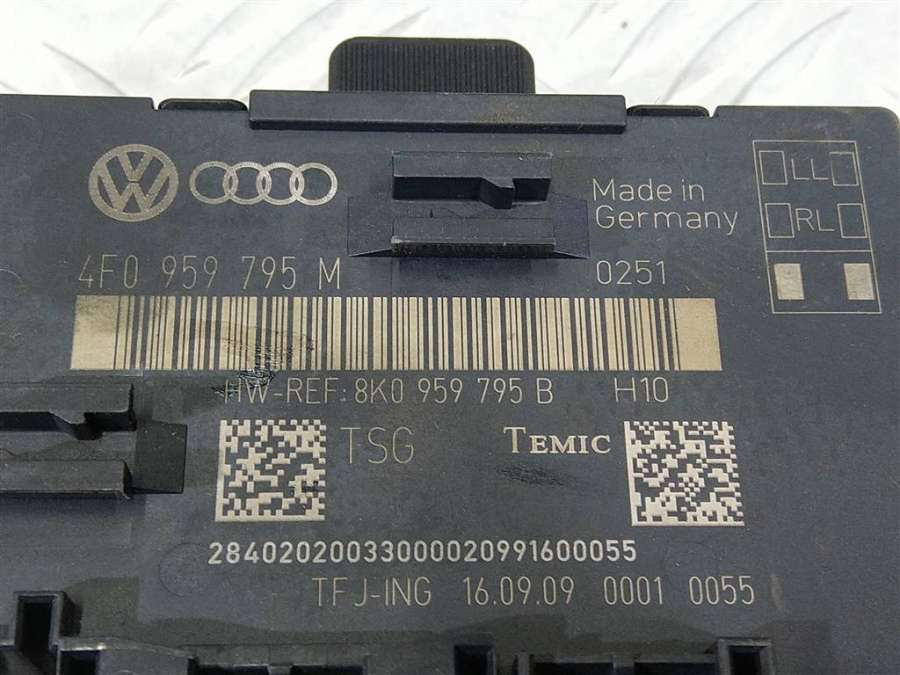 Made in
Germany
LL
RL
4F0 959 795 M
0251
HW-REF: 8K0 959 795 B H10
TSG
TEMIC
28402020033000020991600055
TFJ-ING 16.09.09 0001 0055